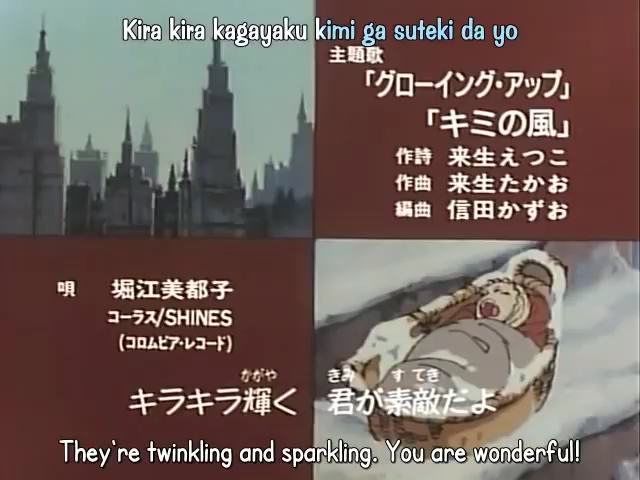 Kira kira kagayaku kimi ga suteki da yo
主題歌
「グローイング・アップ」
「キミの風」
作詩 来生えつこ
作曲 来生たかお
編曲 信田かずお
唄 堀江美都子
コーラス/SHINES
(コロムビア・レコード)
かがや きみ す てき
キラキラ輝く 君が素敵だよ
They're twinkling and sparkling. You are wonderful!